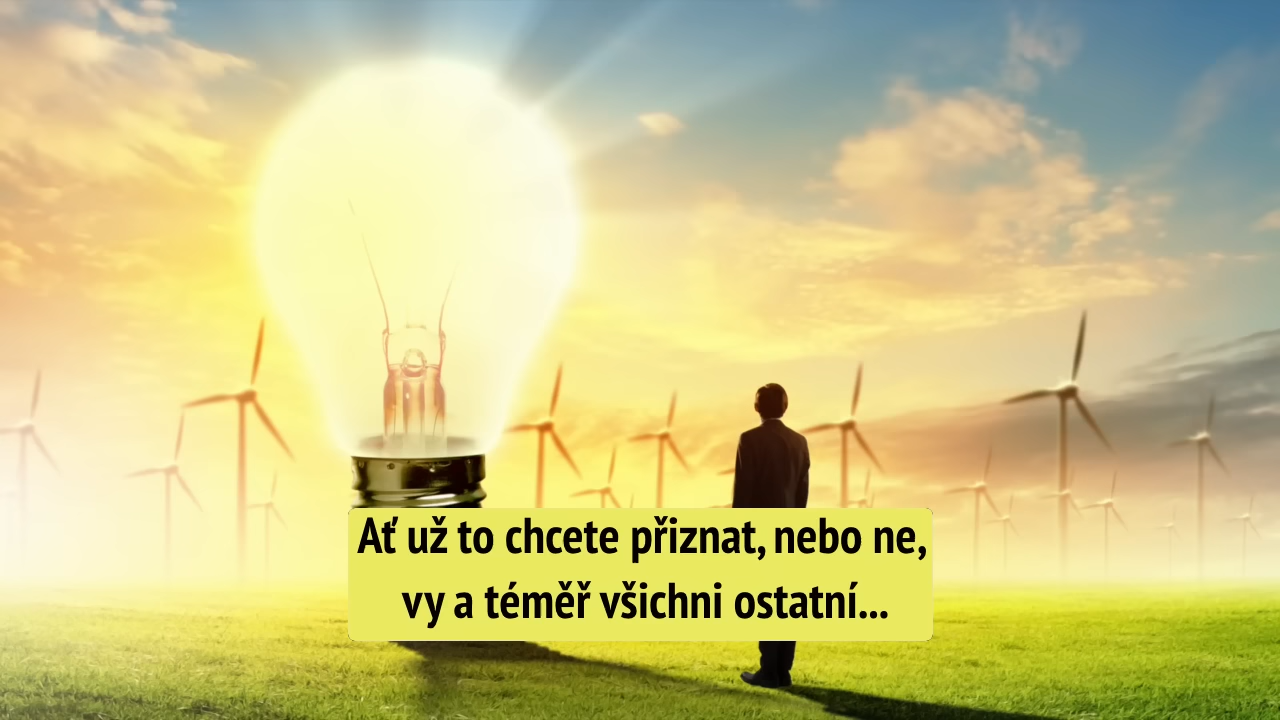 Ať už to chcete přiznat, nebo ne,
vy a téměř všichni ostatní...